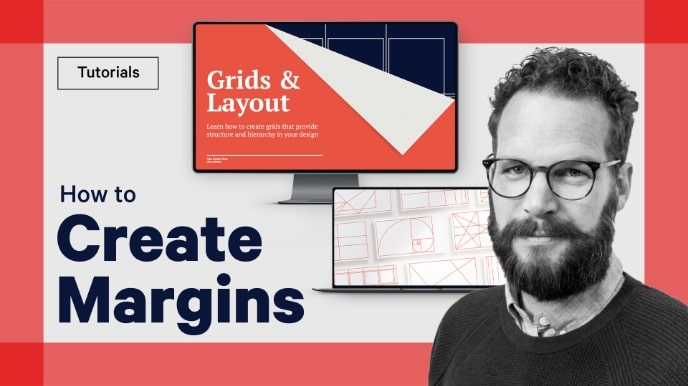 Tutorials
Grids &
Layout
Learn how to create grids that provide
structure and hierarchy in your design
How to
Create
Margins